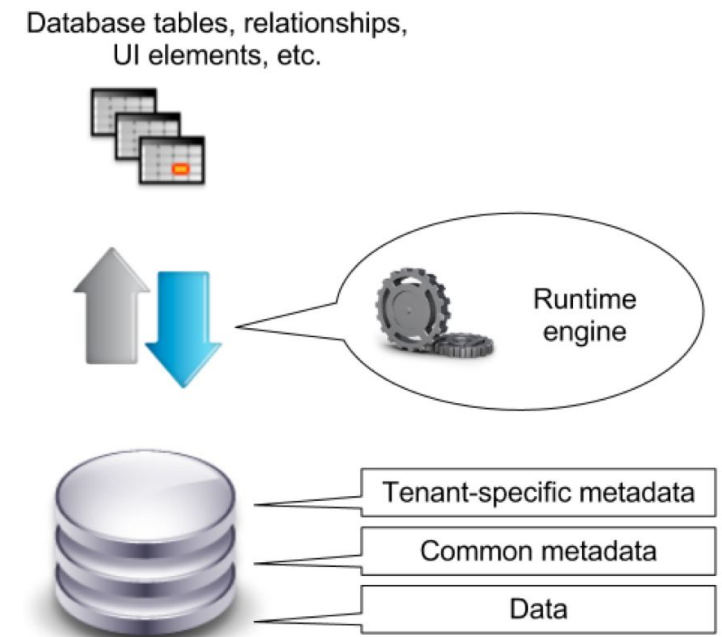 Database tables, relationships,
UI elements, etc.
Runtime
engine
Tenant-specific metadata
Common metadata
Data